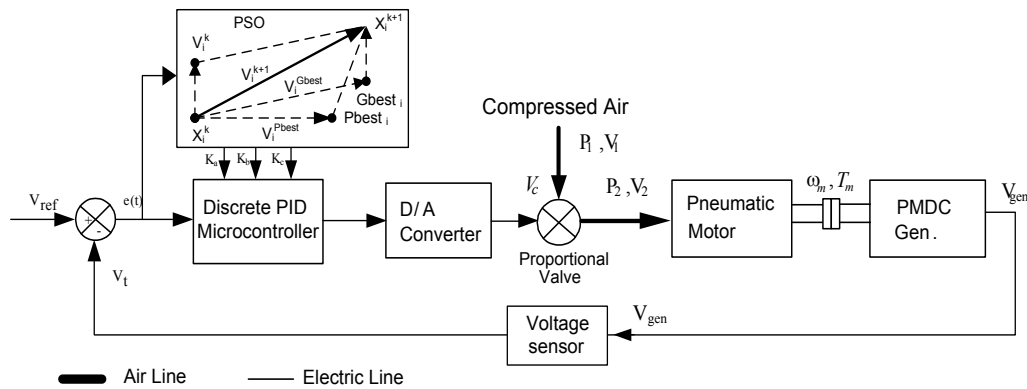 PSO
V_i^k
X_i^{k+1}
V_i^{k+1}
V_i^{Gbest}
Gbest_i
Pbest_i
X_i^k
V_i^{Pbest}
K_a
K_b
K_c
Compressed Air
P_1 ,V_1
V_ref
+
-
e(t)
Discrete PID
Microcontroller
D/A
Converter
V_c
P_2 ,V_2
Proportional
Valve
Pneumatic
Motor
ω_m , T_m
PMDC
Gen .
V_gen
V_t
Voltage
sensor
V_gen
Air Line
Electric Line